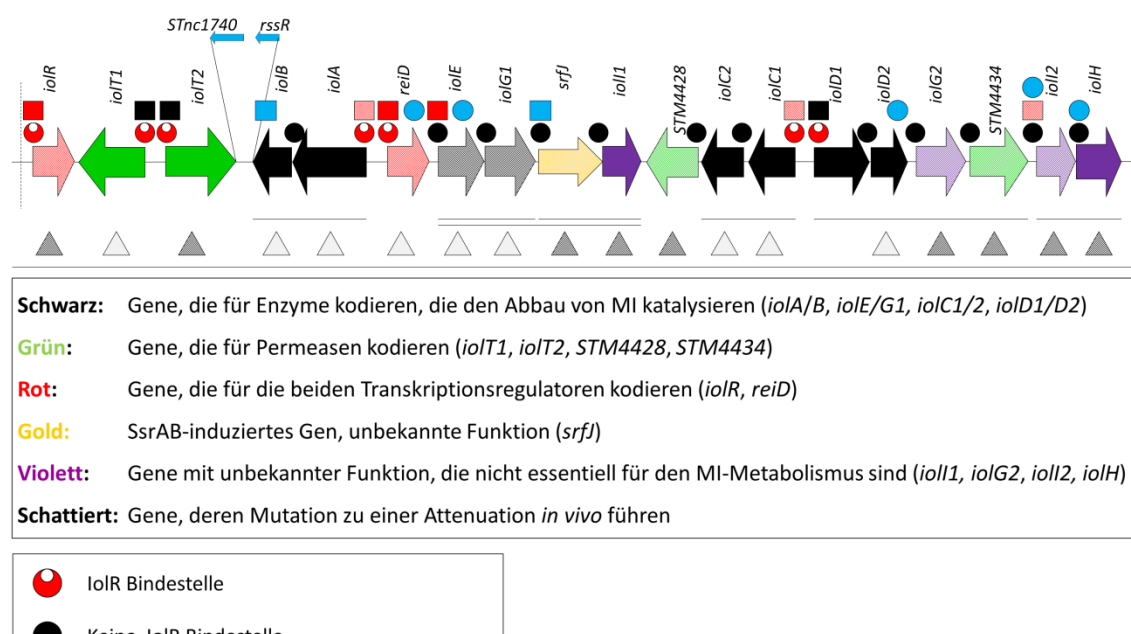 STnc1740 rssR
iolR iolT1 iolT2 iolB iolA reiD iolE iolG1 srfJ iolI1 STM4428 iolC2 iolC1 iolD1 iolD2 iolG2 STM4434 iolI2 iolH
Schwarz: Gene, die für Enzyme kodieren, die den Abbau von MI katalysieren (iolA/B, iolE/G1, iolC1/2, iolD1/D2)
Grün: Gene, die für Permeasen kodieren (iolT1, iolT2, STM4428, STM4434)
Rot: Gene, die für die beiden Transkriptionsregulatoren kodieren (iolR, reiD)
Gold: SsrAB-induziertes Gen, unbekannte Funktion (srfJ)
Violett: Gene mit unbekannter Funktion, die nicht essentiell für den MI-Metabolismus sind (iolI1, iolG2, iolI2, iolH)
Schattiert: Gene, deren Mutation zu einer Attenuation in vivo führen
IolR Bindestelle
Keine IolR Bindestelle